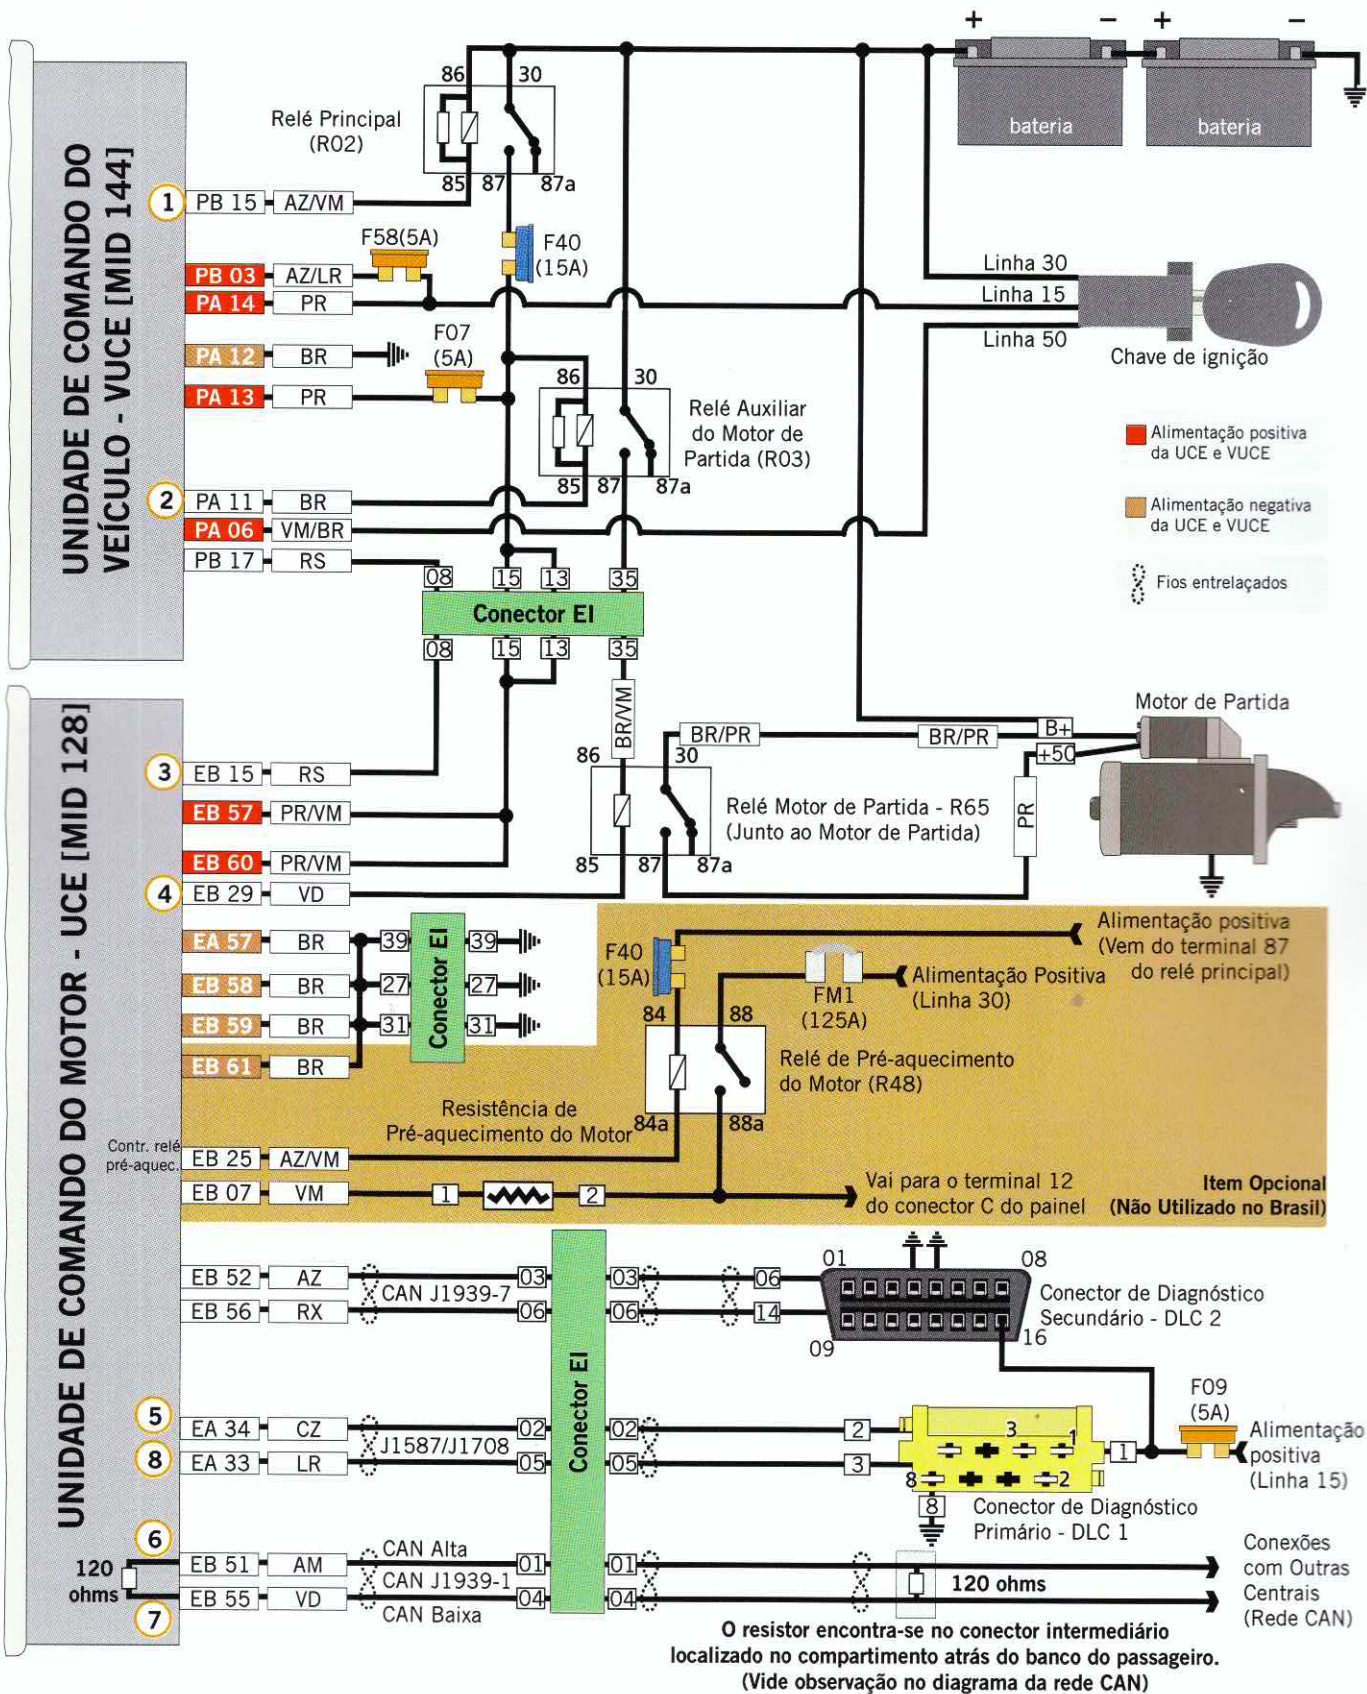 + - + -
bateria
bateria
UNIDADE DE COMANDO DO
VEÍCULO - VUCE [MID 144]
Relé Principal
(R02)
86
30
85
87
87a
1
PB 15
AZ/VM
F58(5A)
F40
(15A)
PB 03
AZ/LR
PA 14
PR
F07
(5A)
PA 12
BR
PA 13
PR
Linha 30
Linha 15
Linha 50
Chave de ignição
86
30
Relé Auxiliar
do Motor de
Partida (R03)
85
87
87a
2
PA 11
BR
PA 06
VM/BR
PB 17
RS
Alimentação positiva
da UCE e VUCE
Alimentação negativa
da UCE e VUCE
Fios entrelaçados
08
15
13
35
Conector EI
08
15
13
35
UNIDADE DE COMANDO DO MOTOR - UCE [MID 128]
BR/VM
Motor de Partida
BR/PR
BR/PR
B+
+50
PR
3
EB 15
RS
86
30
Relé Motor de Partida - R65
(Junto ao Motor de Partida)
85
87
87a
EB 57
PR/VM
EB 60
PR/VM
4
EB 29
VD
EA 57
BR
39
39
EB 58
BR
27
27
EB 59
BR
31
31
EB 61
BR
Conector EI
F40
(15A)
Alimentação positiva
(Vem do terminal 87
do relé principal)
FM1
(125A)
Alimentação Positiva
(Linha 30)
84
88
Relé de Pré-aquecimento
do Motor (R48)
84a
88a
Resistência de
Pré-aquecimento do Motor
Contr. relé
pré-aquec.
EB 25
AZ/VM
EB 07
VM
1
2
Vai para o terminal 12
do conector C do painel
Item Opcional
(Não Utilizado no Brasil)
EB 52
AZ
CAN J1939-7
EB 56
RX
03
03
06
06
06
14
01
08
09
16
Conector de Diagnóstico
Secundário - DLC 2
Conector EI
5
EA 34
CZ
J1587/J1708
8
EA 33
LR
02
02
05
05
2
3
3
1
8
2
1
8
F09
(5A)
Alimentação
positiva
(Linha 15)
Conector de Diagnóstico
Primário - DLC 1
6
120
ohms
EB 51
AM
CAN Alta
CAN J1939-1
EB 55
VD
CAN Baixa
7
01
01
04
04
120 ohms
Conexões
com Outras
Centrais
(Rede CAN)
O resistor encontra-se no conector intermediário
localizado no compartimento atrás do banco do passageiro.
(Vide observação no diagrama da rede CAN)